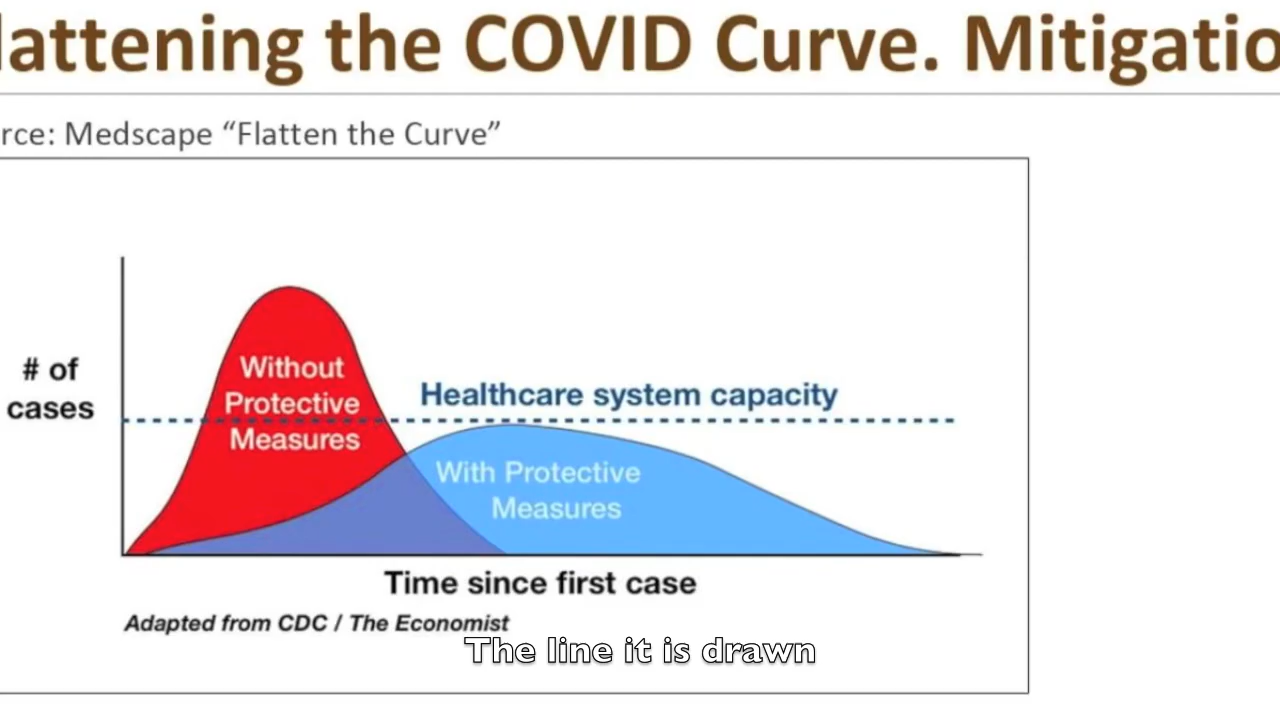 lattening the COVID Curve. Mitigatio
rce: Medscape “Flatten the Curve”
# of
cases
Without
Protective
Measures
Healthcare system capacity
With Protective
Measures
Time since first case
Adapted from CDC / The Economist
The line it is drawn